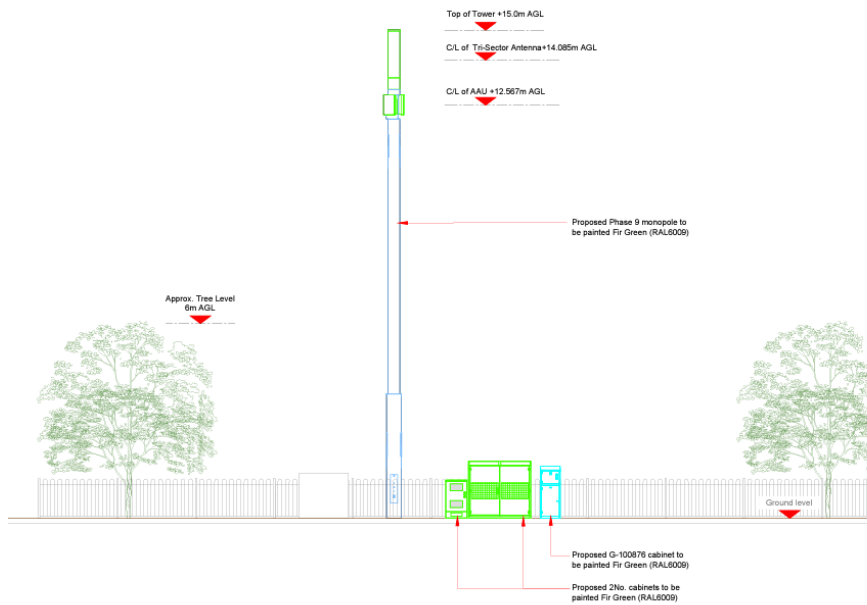 Top of Tower +15.0m AGL
C/L of Tri-Sector Antenna+14.085m AGL
C/L of AAU +12.567m AGL
Proposed Phase 9 monopole to
be painted Fir Green (RAL6009)
Approx. Tree Level
6m AGL
Ground level
Proposed G-100876 cabinet to
be painted Fir Green (RAL6009)
Proposed 2No. cabinets to be
painted Fir Green (RAL6009)